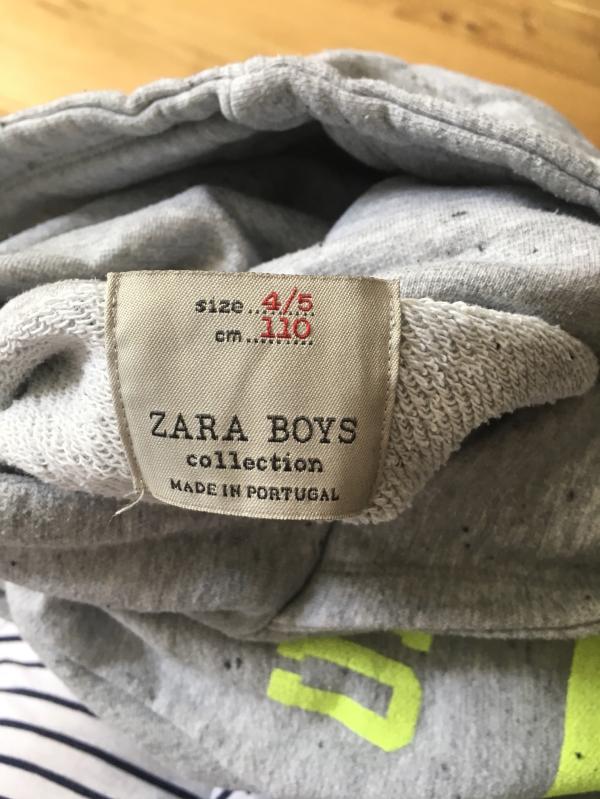 size..4/5
cm..110
ZARA BOYS
collection
MADE IN PORTUGAL